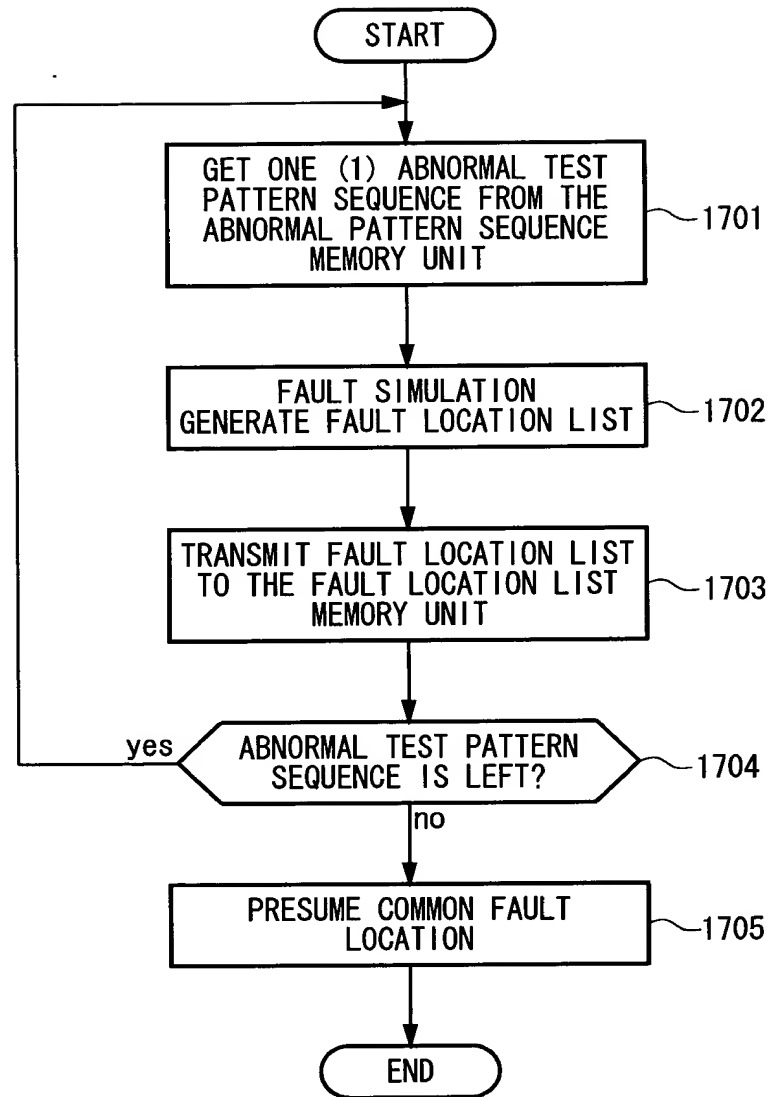 START
GET ONE (1) ABNORMAL TEST
PATTERN SEQUENCE FROM THE
ABNORMAL PATTERN SEQUENCE
MEMORY UNIT
1701
FAULT SIMULATION
GENERATE FAULT LOCATION LIST
1702
TRANSMIT FAULT LOCATION LIST
TO THE FAULT LOCATION LIST
MEMORY UNIT
1703
yes
ABNORMAL TEST PATTERN
SEQUENCE IS LEFT?
1704
no
PRESUME COMMON FAULT
LOCATION
1705
END